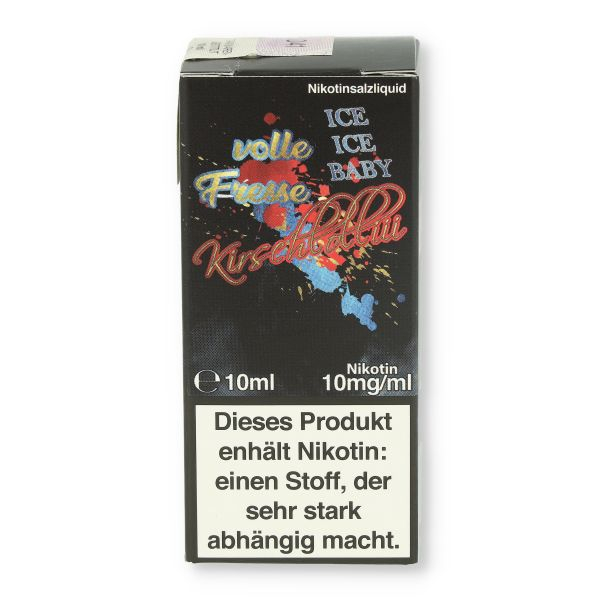 Nikotinsalzliquid
ICE
ICE
BABY
volle
Fresse
Kirschlolliii
℮ 10ml
Nikotin
10mg/ml
Dieses Produkt
enhält Nikotin:
einen Stoff, der
sehr stark
abhängig macht.